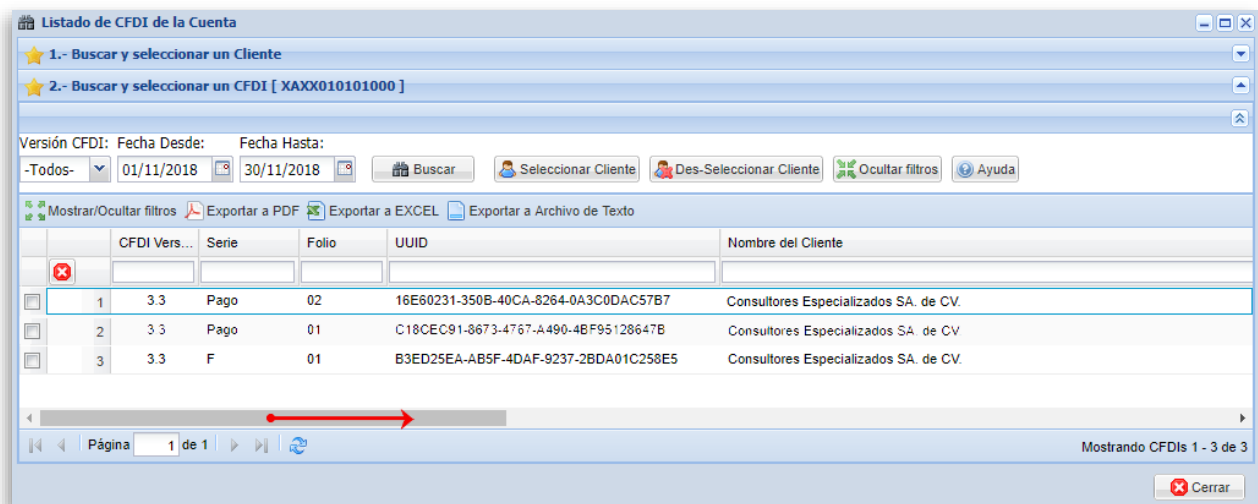 Listado de CFDI de la Cuenta
1.- Buscar y seleccionar un Cliente
2.- Buscar y seleccionar un CFDI [ XAXX010101000 ]
Versión CFDI: Fecha Desde: Fecha Hasta:
-Todos- 01/11/2018 30/11/2018 Buscar Seleccionar Cliente Des-Seleccionar Cliente Ocultar filtros Ayuda
Mostrar/Ocultar filtros Exportar a PDF Exportar a EXCEL Exportar a Archivo de Texto
CFDI Vers... Serie Folio UUID Nombre del Cliente
1 3.3 Pago 02 16E60231-350B-40CA-8264-0A3C0DAC57B7 Consultores Especializados SA. de CV.
2 3.3 Pago 01 C18CEC91-8673-4767-A490-4BF95128647B Consultores Especializados SA. de CV
3 3.3 F 01 B3ED25EA-AB5F-4DAF-9237-2BDA01C258E5 Consultores Especializados SA. de CV.
Página 1 de 1 Mostrando CFDIs 1 - 3 de 3
Cerrar